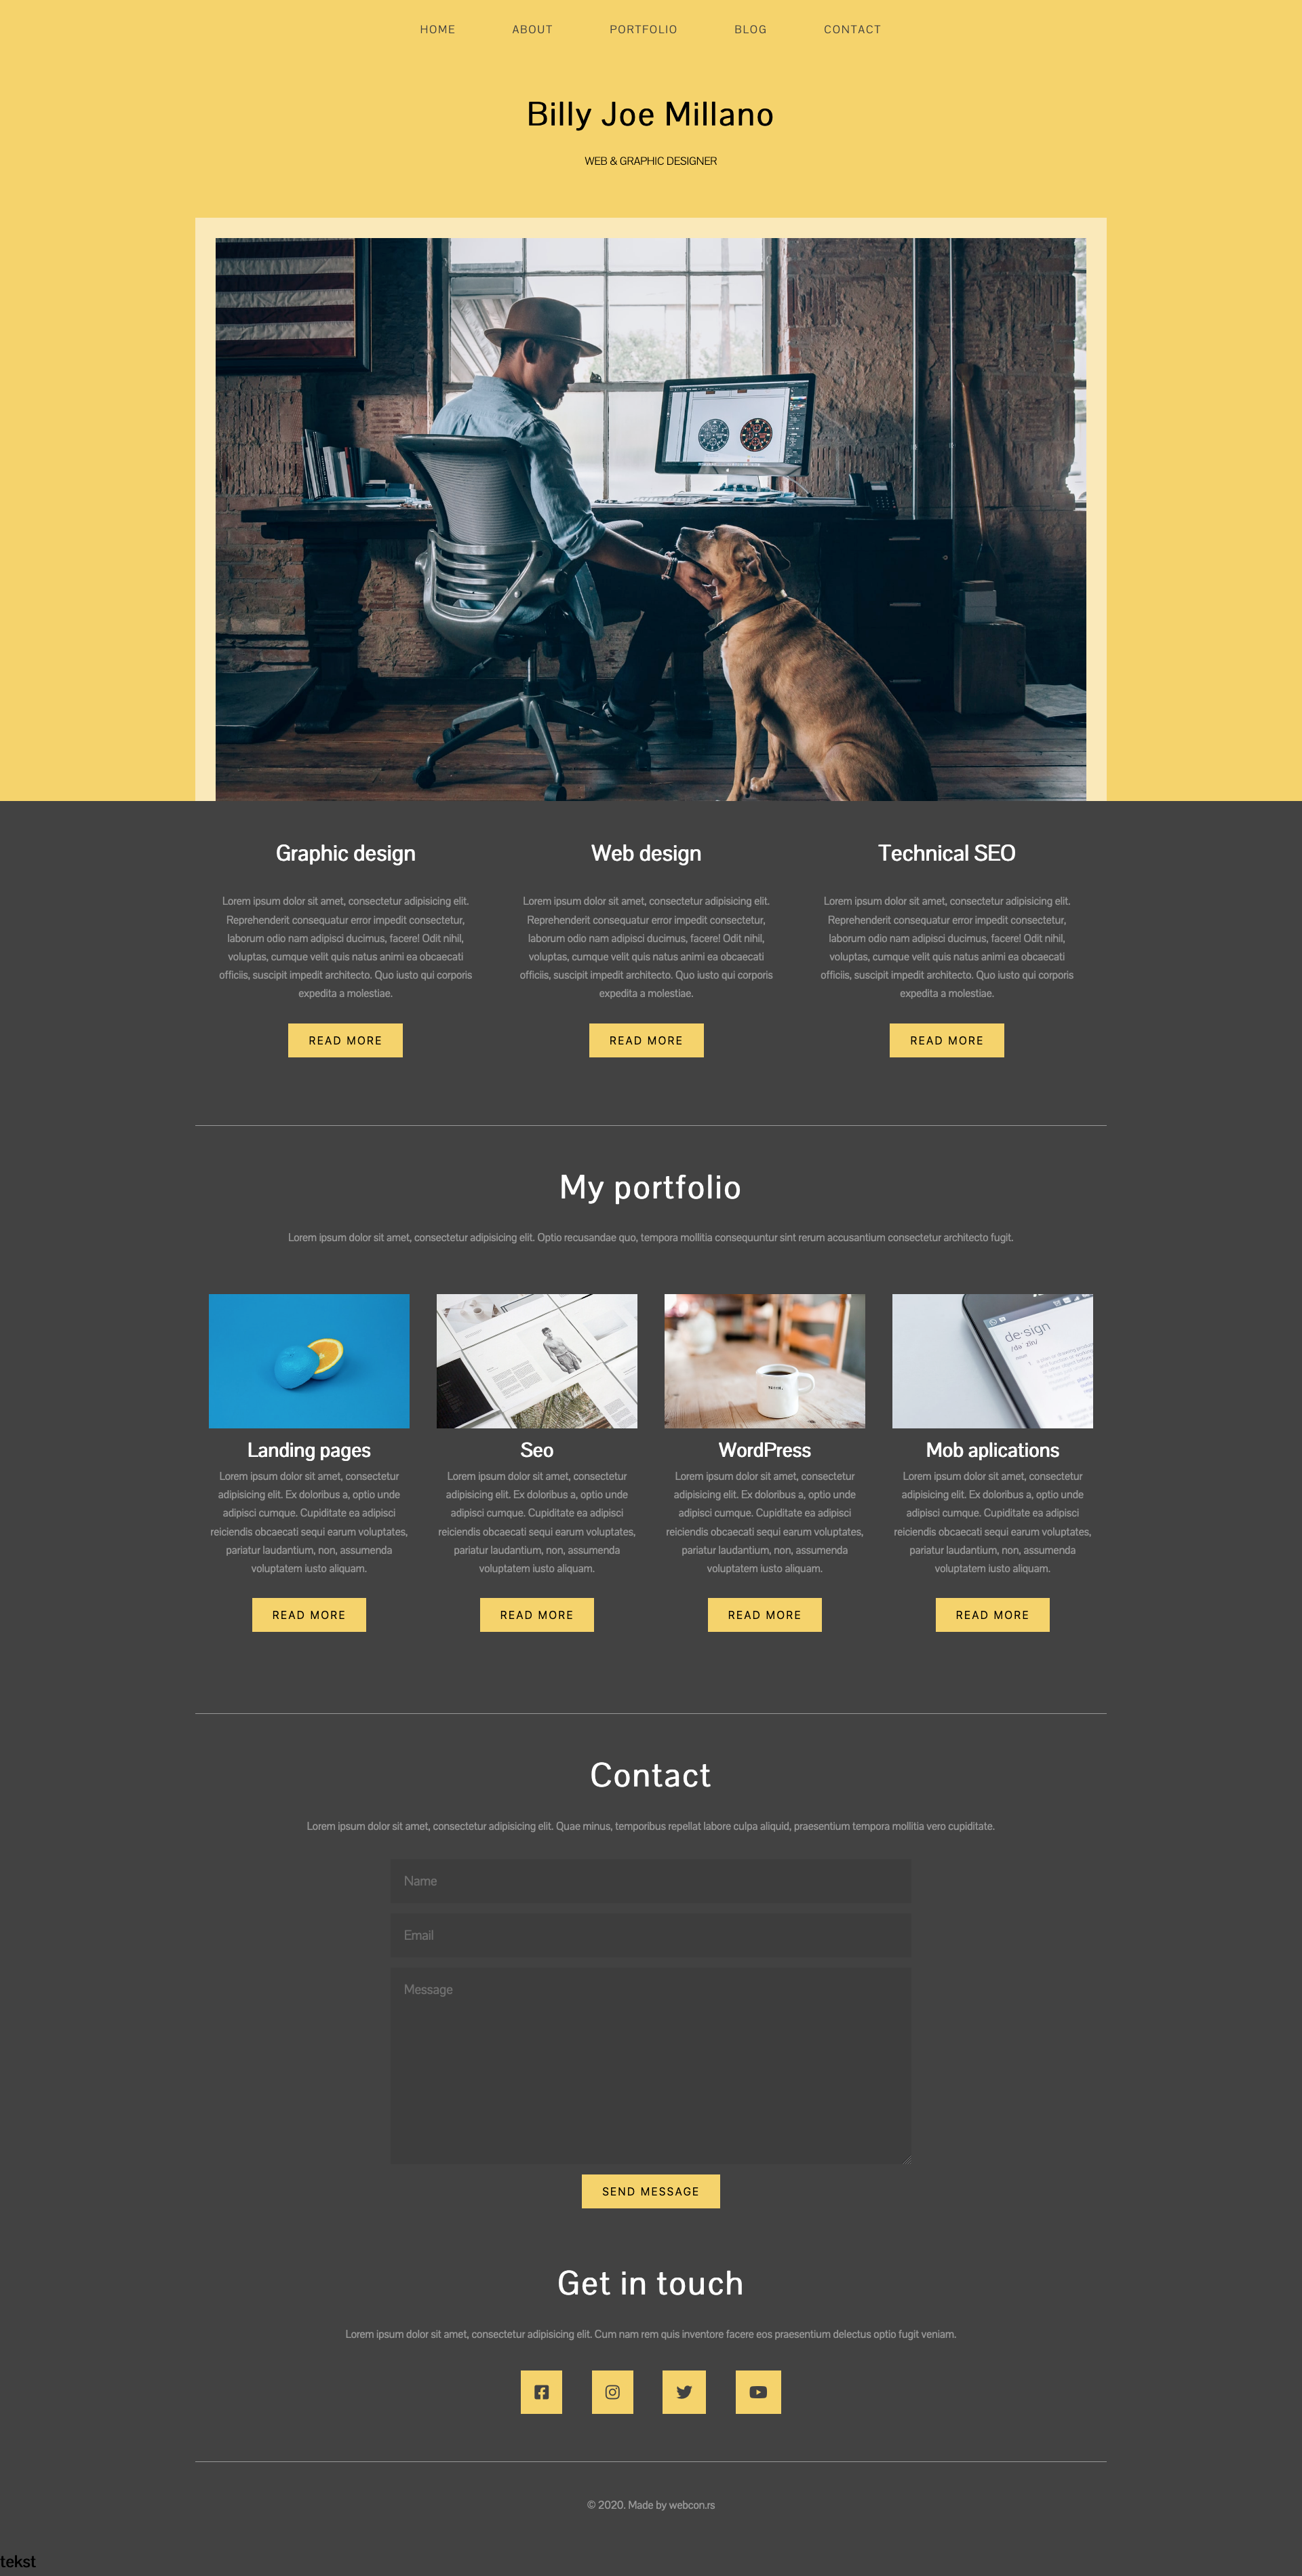 HOME ABOUT PORTFOLIO BLOG CONTACT
Billy Joe Millano
WEB & GRAPHIC DESIGNER
Graphic design
Lorem ipsum dolor sit amet, consectetur adipisicing elit.
Reprehenderit consequatur error impedit consectetur,
laborum odio nam adipisci ducimus, facere! Odit nihil,
voluptas, cumque velit quis natus animi ea obcaecati
officiis, suscipit impedit architecto. Quo iusto qui corporis
expedita a molestiae.
READ MORE
Web design
Lorem ipsum dolor sit amet, consectetur adipisicing elit.
Reprehenderit consequatur error impedit consectetur,
laborum odio nam adipisci ducimus, facere! Odit nihil,
voluptas, cumque velit quis natus animi ea obcaecati
officiis, suscipit impedit architecto. Quo iusto qui corporis
expedita a molestiae.
READ MORE
Technical SEO
Lorem ipsum dolor sit amet, consectetur adipisicing elit.
Reprehenderit consequatur error impedit consectetur,
laborum odio nam adipisci ducimus, facere! Odit nihil,
voluptas, cumque velit quis natus animi ea obcaecati
officiis, suscipit impedit architecto. Quo iusto qui corporis
expedita a molestiae.
READ MORE
My portfolio
Lorem ipsum dolor sit amet, consectetur adipisicing elit. Optio recusandae quo, tempora mollitia consequuntur sint rerum accusantium consectetur architecto fugit.
Landing pages
Lorem ipsum dolor sit amet, consectetur
adipisicing elit. Ex doloribus a, optio unde
adipisci cumque. Cupiditate ea adipisci
reiciendis obcaecati sequi earum voluptates,
pariatur laudantium, non, assumenda
voluptatem iusto aliquam.
READ MORE
Seo
Lorem ipsum dolor sit amet, consectetur
adipisicing elit. Ex doloribus a, optio unde
adipisci cumque. Cupiditate ea adipisci
reiciendis obcaecati sequi earum voluptates,
pariatur laudantium, non, assumenda
voluptatem iusto aliquam.
READ MORE
WordPress
Lorem ipsum dolor sit amet, consectetur
adipisicing elit. Ex doloribus a, optio unde
adipisci cumque. Cupiditate ea adipisci
reiciendis obcaecati sequi earum voluptates,
pariatur laudantium, non, assumenda
voluptatem iusto aliquam.
READ MORE
de·sign
/dəˈzīn/
Mob aplications
Lorem ipsum dolor sit amet, consectetur
adipisicing elit. Ex doloribus a, optio unde
adipisci cumque. Cupiditate ea adipisci
reiciendis obcaecati sequi earum voluptates,
pariatur laudantium, non, assumenda
voluptatem iusto aliquam.
READ MORE
Contact
Lorem ipsum dolor sit amet, consectetur adipisicing elit. Quae minus, temporibus repellat labore culpa aliquid, praesentium tempora mollitia vero cupiditate.
Name
Email
Message
SEND MESSAGE
Get in touch
Lorem ipsum dolor sit amet, consectetur adipisicing elit. Cum nam rem quis inventore facere eos praesentium delectus optio fugit veniam.
© 2020. Made by webcon.rs
tekst